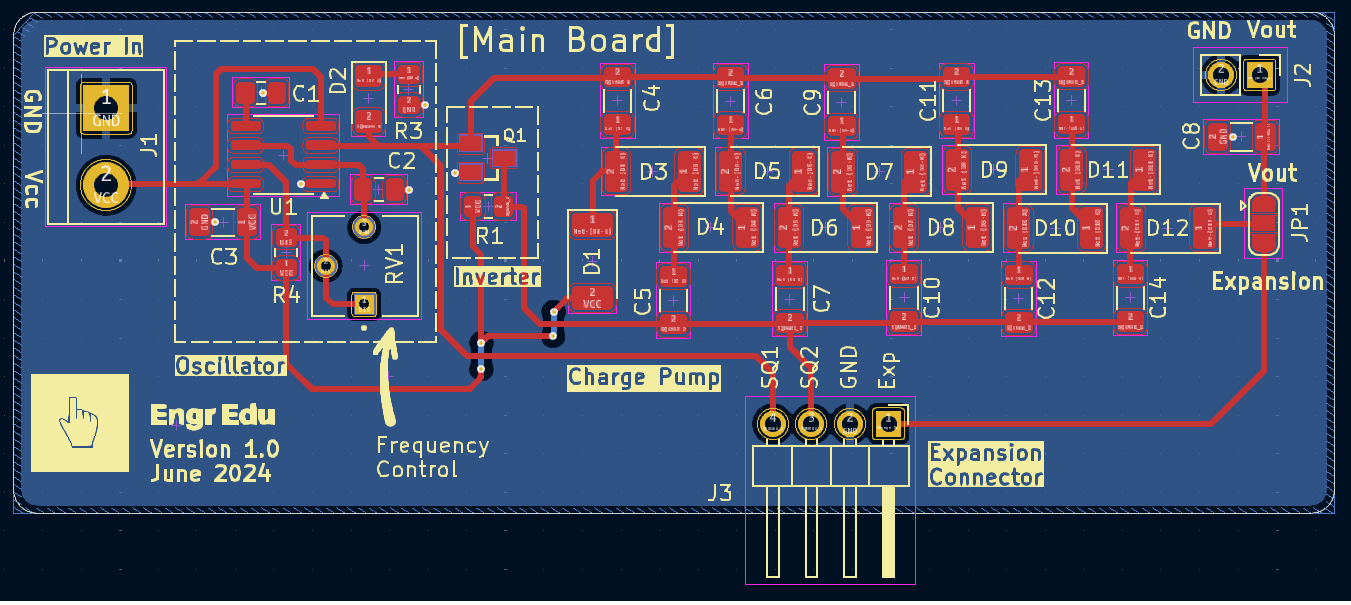 [Main Board]
Power In
GND
Vcc
J1
1
GND
2
VCC
C1
D2
R3
C2
U1
C3
R4
RV1
Oscillator
Q1
R1
Inverter
D1
2
VCC
C4
C6
C9
C11
C13
D3
D5
D7
D9
D11
D4
D6
D8
D10
D12
C5
C7
C10
C12
C14
Charge Pump
GND Vout
J2
C8
Vout
JP1
Expansion
SQ1
SQ2
GND
Exp
J3
Expansion
Connector
Frequency
Control
Engr Edu
Version 1.0
June 2024